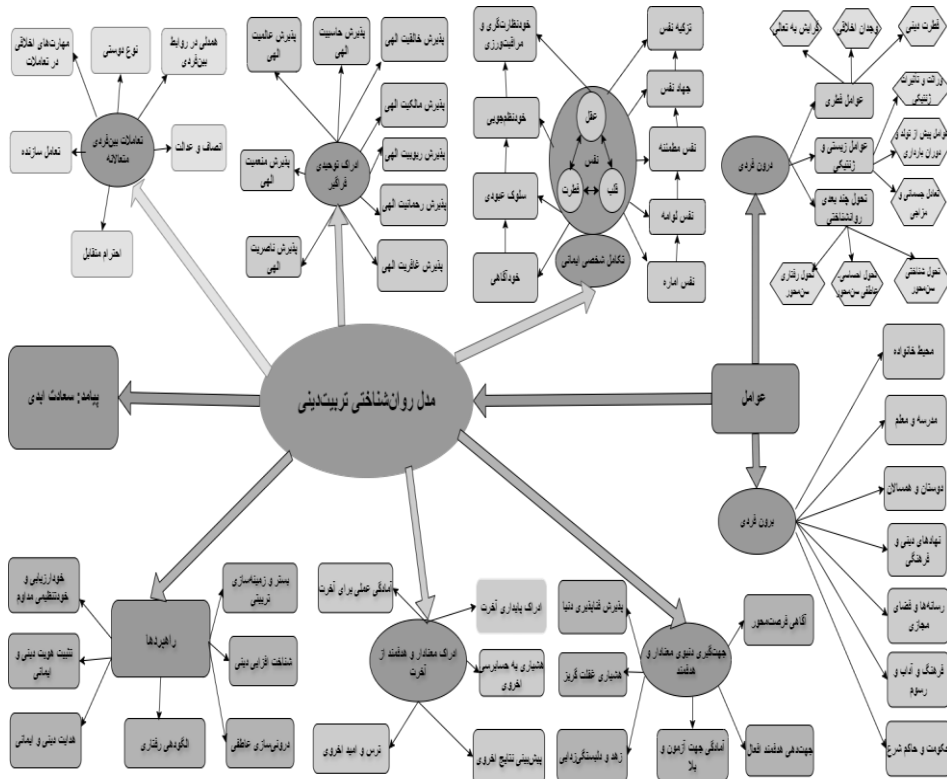 فطرت دینی
وجدان اخلاقی
گرایش به تعالی
عوامل فطری
وراثت و تاثیرات
ژنتیکی
عوامل پیش از تولد و
دوران بارداری
تعادل جسمانی و
مزاجی
عوامل زیستی و
ژنتیکی
تحول چند بعدی
روانشناختی
تحول شناختی
سن‌محور
تحول احساسی
عاطفی سن‌محور
تحول رفتاری
سن‌محور
درون فردی
عوامل
برون فردی
محیط خانواده
مدرسه و معلم
دوستان و همسالان
نهادهای دینی و
فرهنگی
رسانه‌ها و فضای
مجازی
فرهنگ و آداب و
رسوم
حکومت و حاکم شرع
تزکیه نفس
جهاد نفس
نفس مطمئنه
نفس لوامه
نفس اماره
خودنظارت‌گری و
مراقبت‌ورزی
خودنظم‌جویی
سلوک عبودی
خودآگاهی
عقل
نفس
قلب
فطرت
تکامل شخصی ایمانی
پذیرش خالقیت الهی
پذیرش حاسبیت
الهی
پذیرش عالمیت
الهی
پذیرش مالکیت الهی
پذیرش ربوبیت الهی
پذیرش منعمیت
الهی
پذیرش رحمانیت الهی
پذیرش ناصریت
الهی
پذیرش غافریت الهی
ادراک توحیدی
فراگیر
همدلی در روابط
بین‌فردی
نوع دوستی
مهارت‌های اخلاقی
در تعاملات
انصاف و عدالت
تعامل سازنده
احترام متقابل
تعاملات بین‌فردی
متعالانه
مدل روان‌شناختی تربیت‌دینی
پیامد: سعادت ابدی
راهبردها
بستر و زمینه‌سازی
تربیتی
شناخت افزایی دینی
درونی‌سازی عاطفی
الگودهی رفتاری
خودارزیابی و
خودتنظیمی مداوم
تثبیت هویت دینی و
ایمانی
هدایت دینی و ایمانی
ادراک معنادار و هدفمند از
آخرت
آمادگی عملی برای آخرت
ادراک پایداری آخرت
هشیاری به حسابرسی
اخروی
پیش‌بینی نتایج اخروی
ترس و امید اخروی
جهت‌گیری دنیوی معنادار و
هدفمند
پذیرش فناپذیری دنیا
آگاهی فرصت‌محور
هشیاری غفلت گریز
زهد و دلبستگی‌زدایی
آمادگی جهت آزمون و
بلا
جهت‌دهی هدفمند افعال